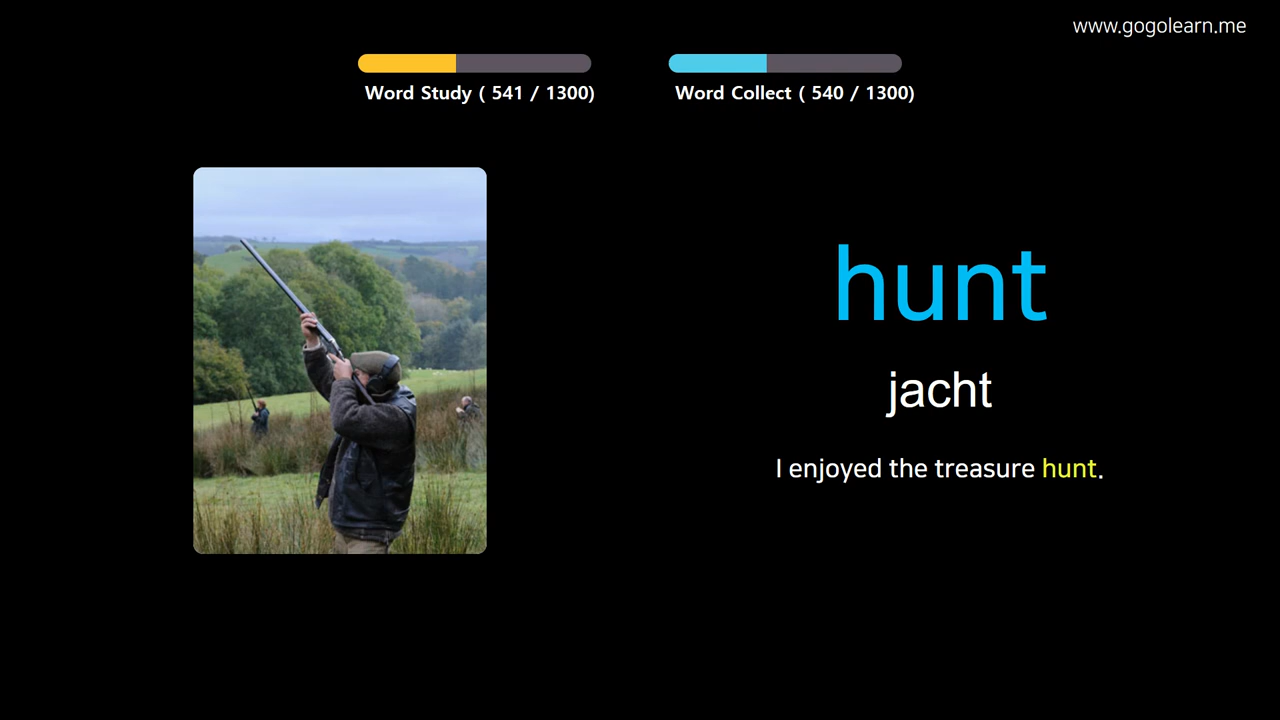 www.gogolearn.me
Word Study ( 541 / 1300)
Word Collect ( 540 / 1300)
hunt
jacht
I enjoyed the treasure hunt.